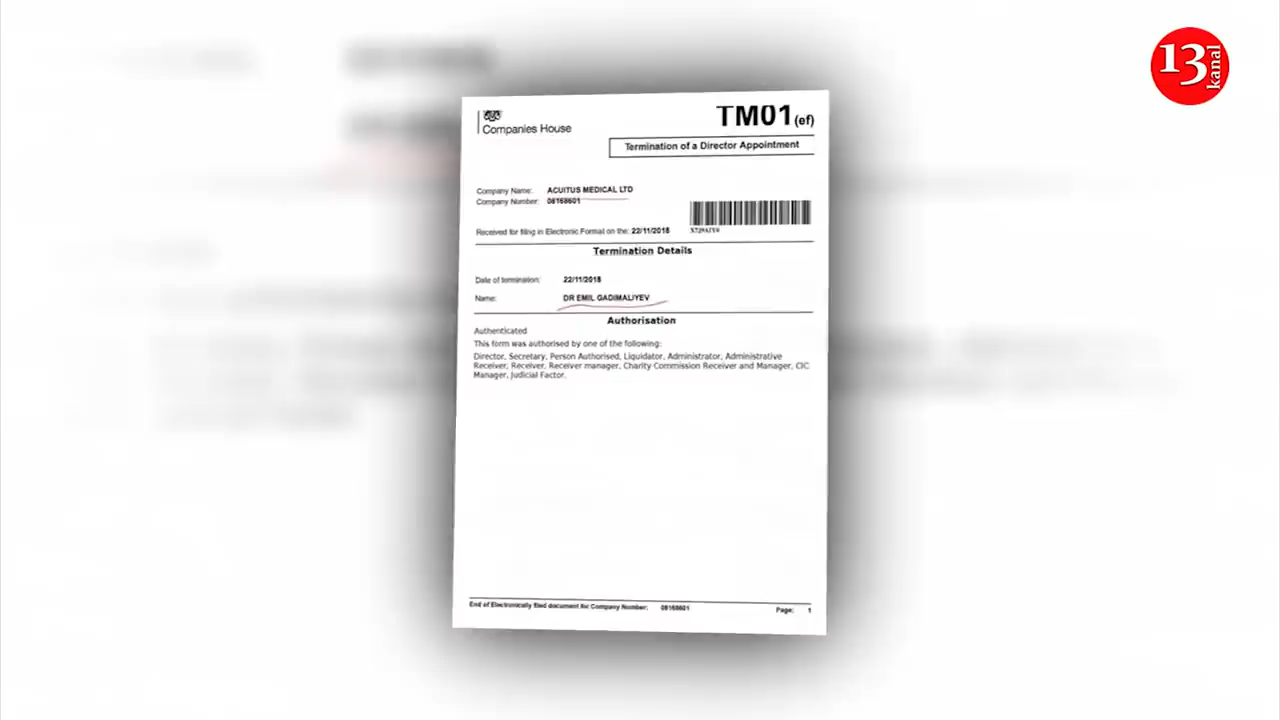 13 kanal
Companies House
TM01(ef)
Termination of a Director Appointment
Company Name: ACUITUS MEDICAL LTD
Company Number: 08168601
Received for filing in Electronic Format on the: 22/11/2018
Termination Details
Date of termination: 22/11/2018
Name: DR EMIL GADIMALIYEV
Authorisation
Authenticated
This form was authorised by one of the following:
Director, Secretary, Person Authorised, Liquidator, Administrator, Administrative
Receiver, Receiver, Receiver manager, Charity Commission Receiver and Manager, CIC
Manager, Judicial Factor.
End of Electronically filed document for Company Number: 08168601 Page: 1